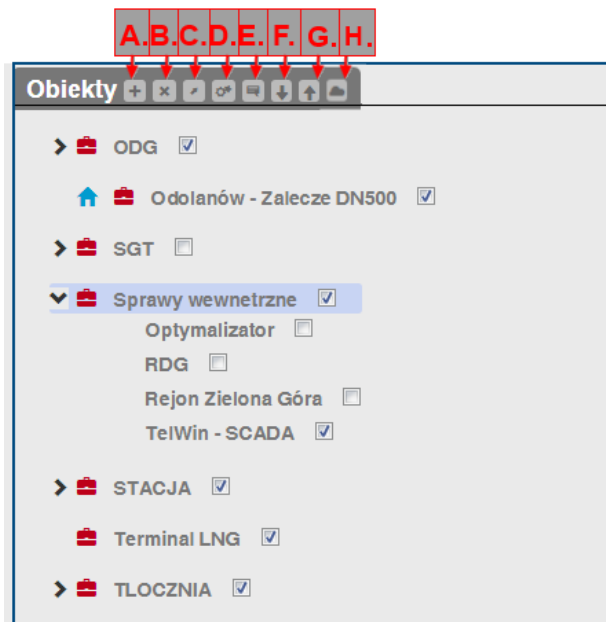 A. B. C. D. E. F. G. H.
Obiekty
ODG
Odolanów - Zalecze DN500
SGT
Sprawy wewnetrzne
Optymalizator
RDG
Rejon Zielona Góra
TelWin - SCADA
STACJA
Terminal LNG
TLOCZNIA